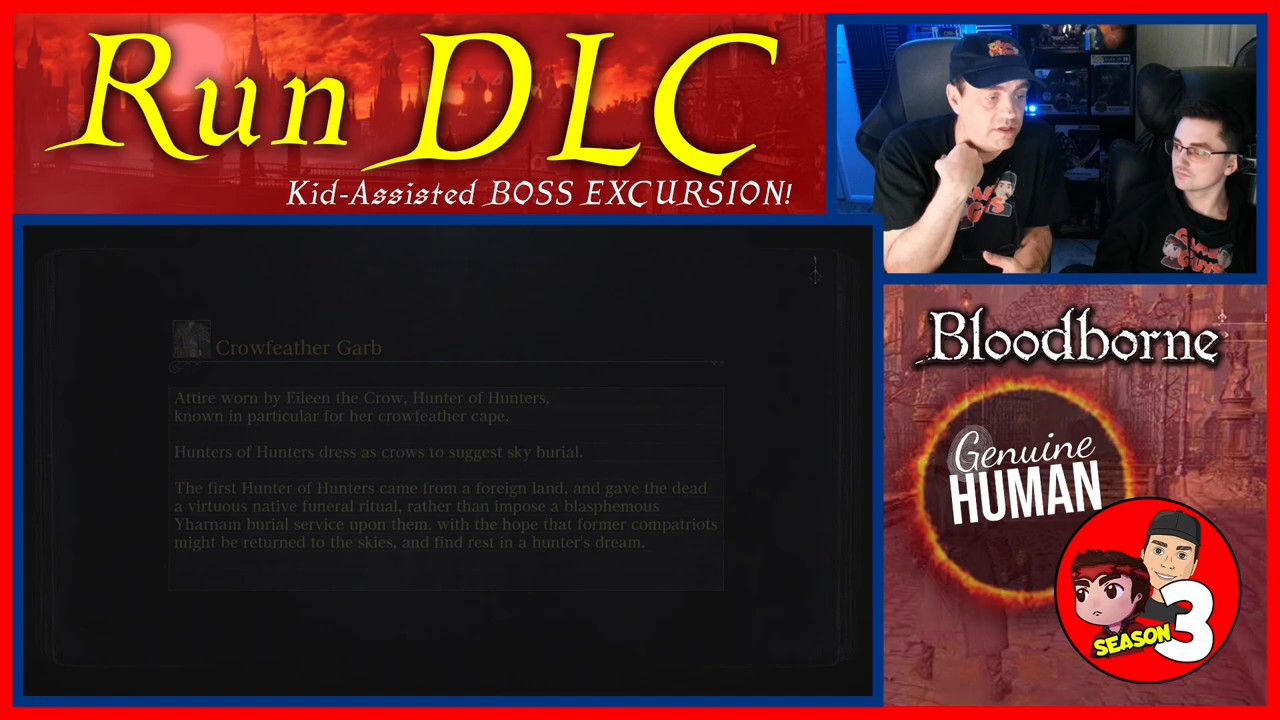 Run DLC
Kid-Assisted BOSS EXCURSION!
Crowfeather Garb
Attire worn by Eileen the Crow, Hunter of Hunters,
known in particular for her crowfeather cape.
Hunters of Hunters dress as crows to suggest sky burial.
The first Hunter of Hunters came from a foreign land, and gave the dead
a virtuous native funeral ritual, rather than impose a blasphemous
Yharnam burial service upon them, with the hope that former compatriots
might be returned to the skies, and find rest in a hunter's dream.
GUYS
GAME
GUYS
Bloodborne
Genuine
HUMAN
SEASON 3